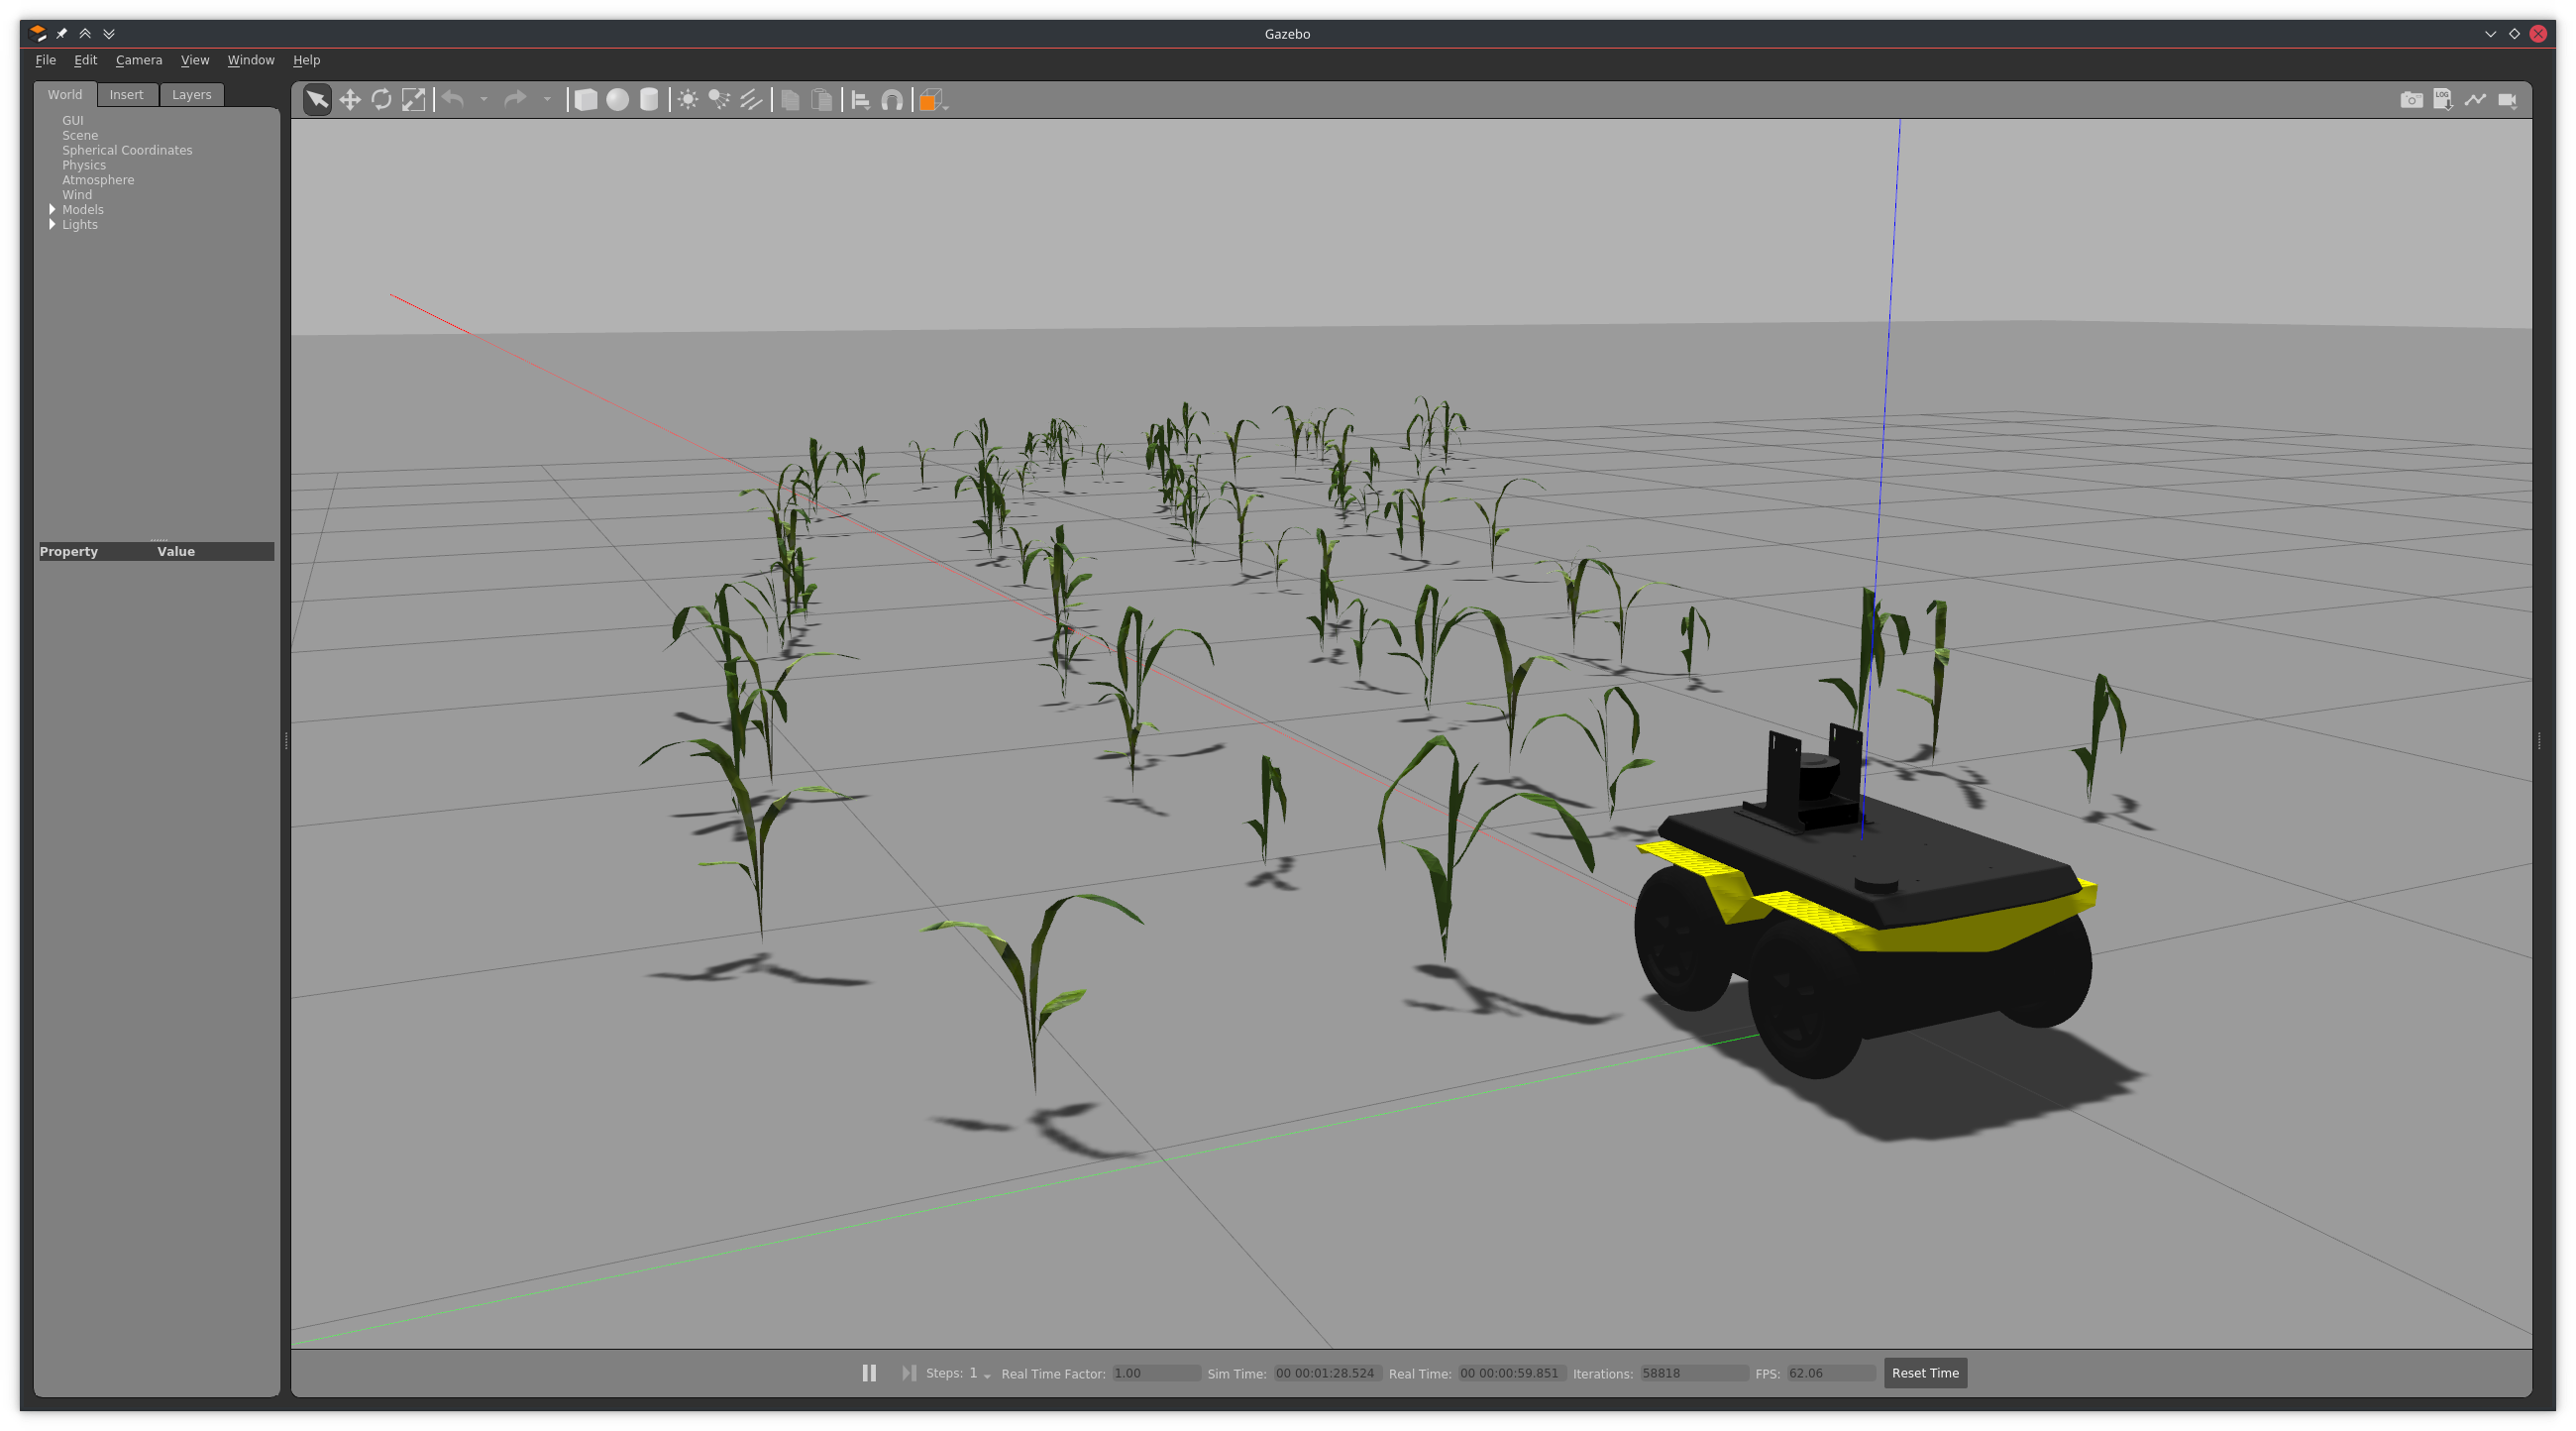 Gazebo
File Edit Camera View Window Help
World Insert Layers
LOG
GUI
Scene
Spherical Coordinates
Physics
Atmosphere
Wind
Models
Lights
Property Value
Steps: 1 Real Time Factor: 1.00 Sim Time: 00 00:01:28.524 Real Time: 00 00:00:59.851 Iterations: 58818 FPS: 62.06 Reset Time